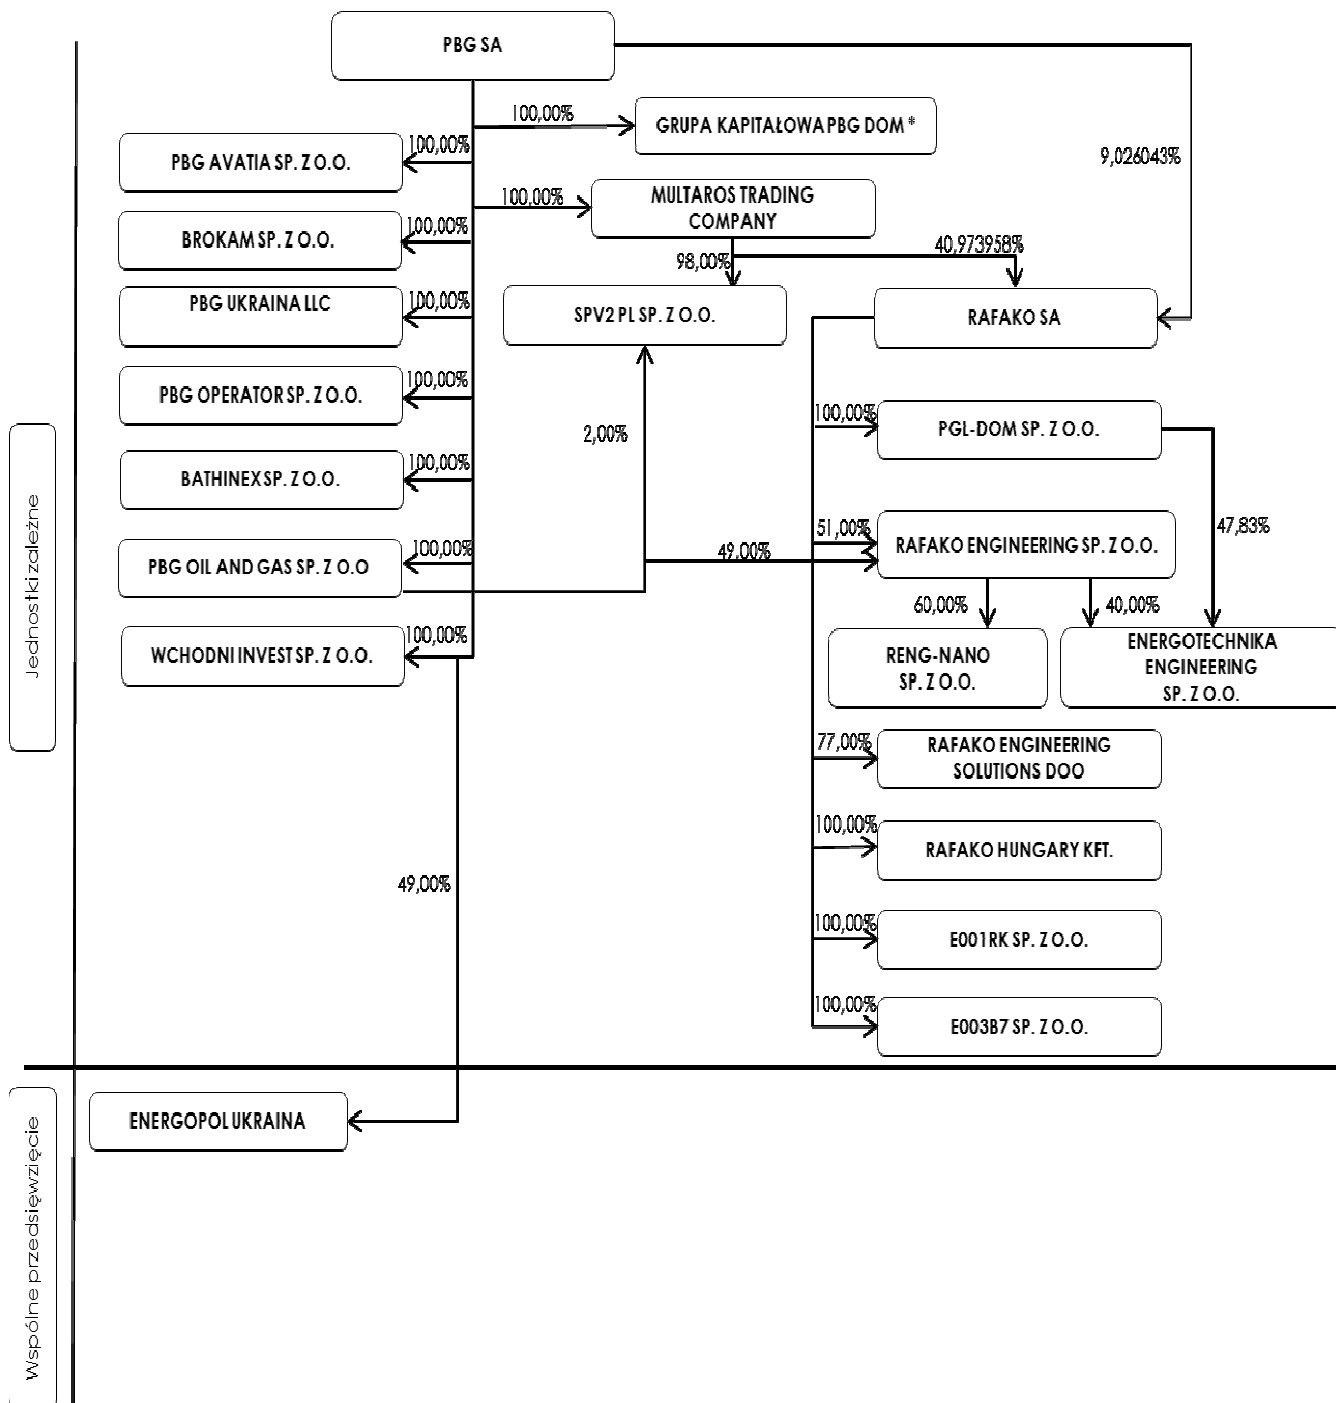 PBG SA
100,00%
GRUPA KAPITAŁOWA PBG DOM *
9,026043%
100,00%
PBG AVATIA SP. Z O.O.
100,00%
MULTAROS TRADING
COMPANY
100,00%
BROKAM SP. Z O.O.
98,00%
40,973958%
100,00%
PBG UKRAINA LLC
SPV2 PL SP. Z O.O.
RAFAKO SA
100,00%
PBG OPERATOR SP. Z O.O.
2,00%
100,00%
PGL-DOM SP. Z O.O.
47,83%
100,00%
BATHINEX SP. Z O.O.
51,00%
49,00%
RAFAKO ENGINEERING SP. Z O.O.
100,00%
PBG OIL AND GAS SP. Z O.O
60,00%
40,00%
100,00%
WCHODNI INVEST SP. Z O.O.
RENG-NANO
SP. Z O.O.
ENERGOTECHNIKA
ENGINEERING
SP. Z O.O.
77,00%
RAFAKO ENGINEERING
SOLUTIONS DOO
100,00%
RAFAKO HUNGARY KFT.
49,00%
100,00%
E001RK SP. Z O.O.
100,00%
E003B7 SP. Z O.O.
Jednostki zależne
ENERGOPOL UKRAINA
Wspólne przedsięwzięcie